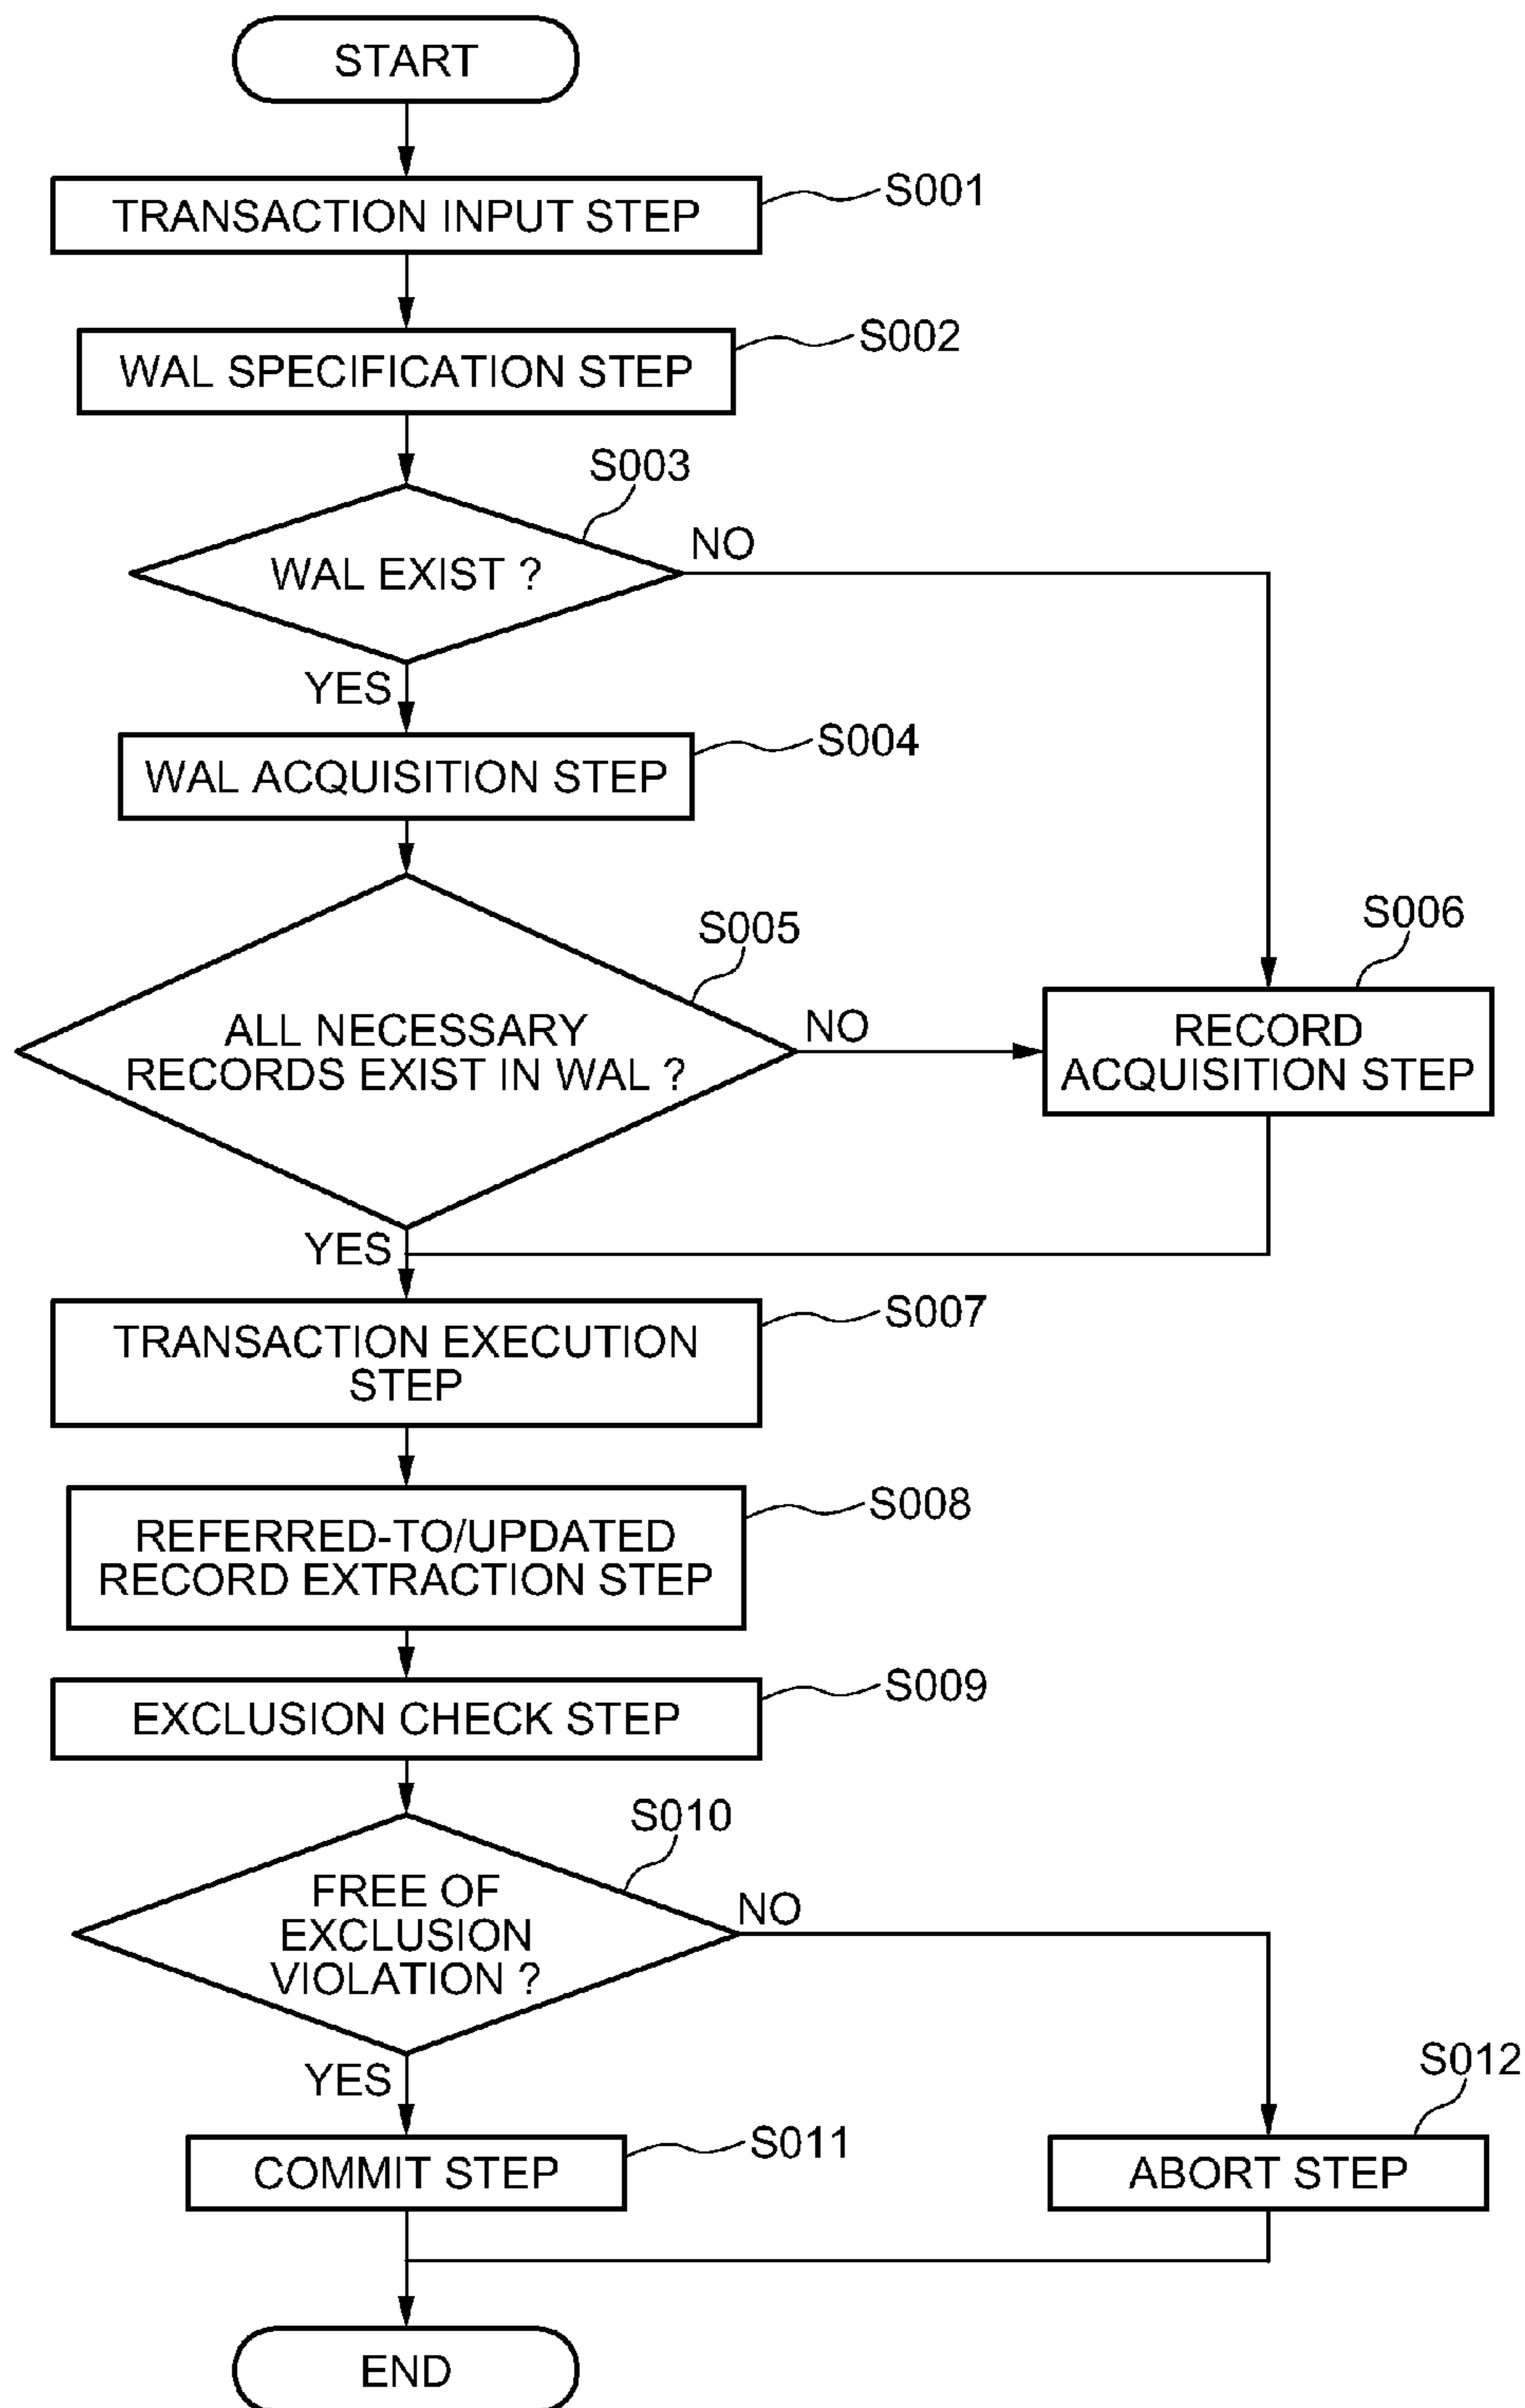 START
S001
TRANSACTION INPUT STEP
S002
WAL SPECIFICATION STEP
S003
NO
WAL EXIST ?
YES
S004
WAL ACQUISITION STEP
S005
S006
ALL NECESSARY
RECORDS EXIST IN WAL ?
NO
RECORD
ACQUISITION STEP
YES
S007
TRANSACTION EXECUTION
STEP
S008
REFERRED-TO/UPDATED
RECORD EXTRACTION STEP
S009
EXCLUSION CHECK STEP
S010
FREE OF
EXCLUSION
VIOLATION ?
NO
YES
S011
COMMIT STEP
S012
ABORT STEP
END